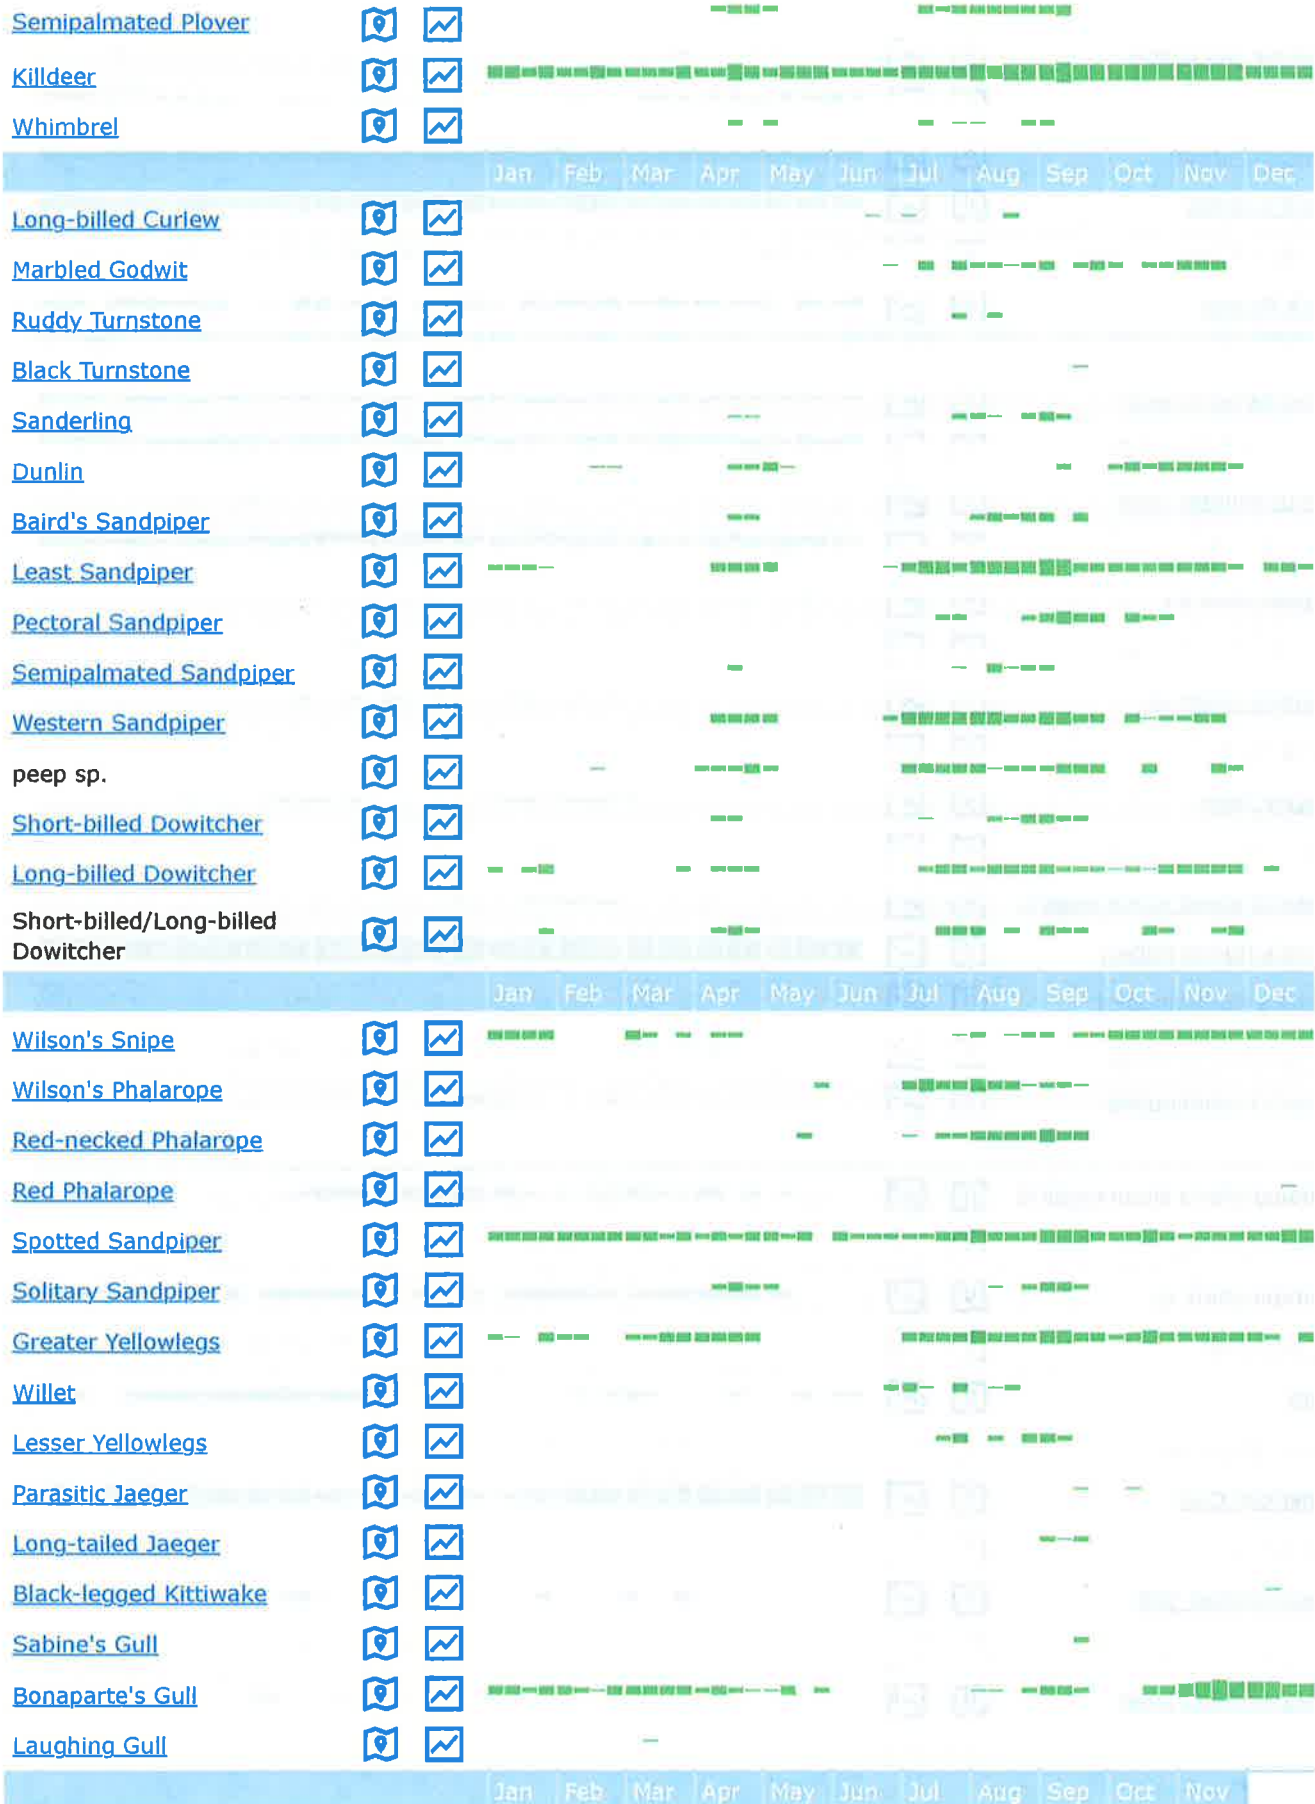 Semipalmated Plover
Killdeer
Whimbrel
Jan Feb Mar Apr May Jun Jul Aug Sep Oct Nov Dec
Long-billed Curlew
Marbled Godwit
Ruddy Turnstone
Black Turnstone
Sanderling
Dunlin
Baird's Sandpiper
Least Sandpiper
Pectoral Sandpiper
Semipalmated Sandpiper
Western Sandpiper
peep sp.
Short-billed Dowitcher
Long-billed Dowitcher
Short-billed/Long-billed
Dowitcher
Jan Feb Mar Apr May Jun Jul Aug Sep Oct Nov Dec
Wilson's Snipe
Wilson's Phalarope
Red-necked Phalarope
Red Phalarope
Spotted Sandpiper
Solitary Sandpiper
Greater Yellowlegs
Willet
Lesser Yellowlegs
Parasitic Jaeger
Long-tailed Jaeger
Black-legged Kittiwake
Sabine's Gull
Bonaparte's Gull
Laughing Gull
Jan Feb Mar Apr May Jun Jul Aug Sep Oct Nov